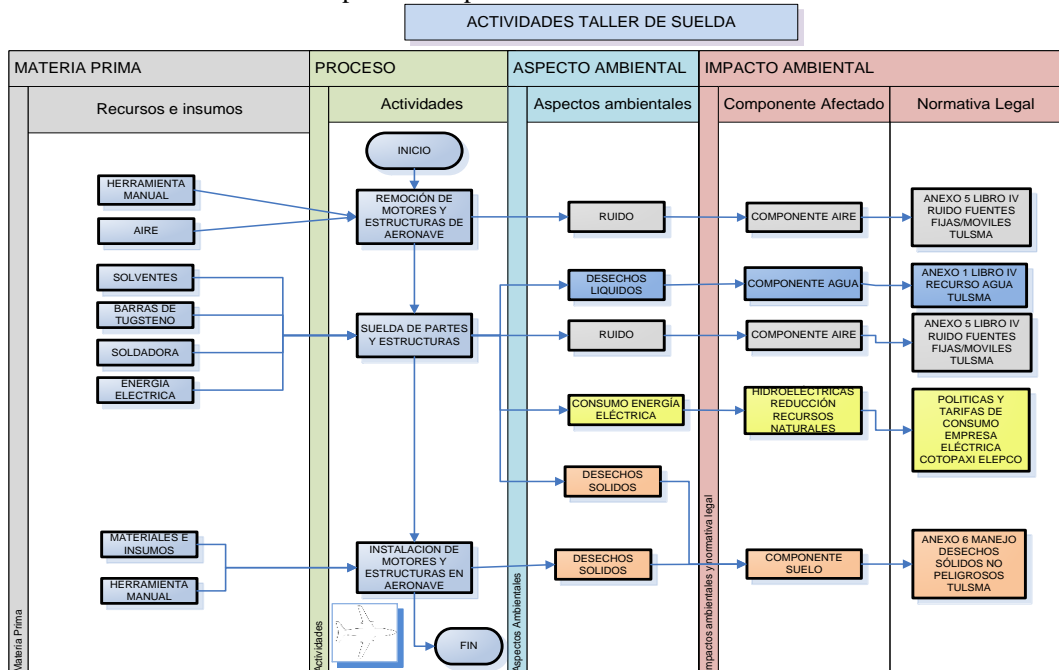 ACTIVIDADES TALLER DE SUELDA
MATERIA PRIMA
PROCESO
ASPECTO AMBIENTAL
IMPACTO AMBIENTAL
Recursos e insumos
Actividades
Aspectos ambientales
Componente Afectado
Normativa Legal
INICIO
HERRAMIENTA
MANUAL
AIRE
REMOCIÓN DE
MOTORES Y
ESTRUCTURAS DE
AERONAVE
RUIDO
COMPONENTE AIRE
ANEXO 5 LIBRO IV
RUIDO FUENTES
FIJAS/MOVILES
TULSMA
SOLVENTES
BARRAS DE
TUGSTENO
SOLDADORA
ENERGIA
ELECTRICA
SUELDA DE PARTES
Y ESTRUCTURAS
DESECHOS
LIQUIDOS
COMPONENTE AGUA
ANEXO 1 LIBRO IV
RECURSO AGUA
TULSMA
RUIDO
COMPONENTE AIRE
ANEXO 5 LIBRO IV
RUIDO FUENTES
FIJAS/MOVILES
TULSMA
CONSUMO ENERGÍA
ELÉCTRICA
HIDROELÉCTRICAS
REDUCCIÓN
RECURSOS
NATURALES
POLITICAS Y
TARIFAS DE
CONSUMO
EMPRESA
ELÉCTRICA
COTOPAXI ELEPCO
DESECHOS
SOLIDOS
MATERIALES E
INSUMOS
HERRAMIENTA
MANUAL
INSTALACION DE
MOTORES Y
ESTRUCTURAS EN
AERONAVE
DESECHOS
SOLIDOS
COMPONENTE
SUELO
ANEXO 6 MANEJO
DESECHOS
SÓLIDOS NO
PELIGROSOS
TULSMA
FIN
Materia Prima
Actividades
Aspectos Ambientales
Impactos ambientales y normativa legal